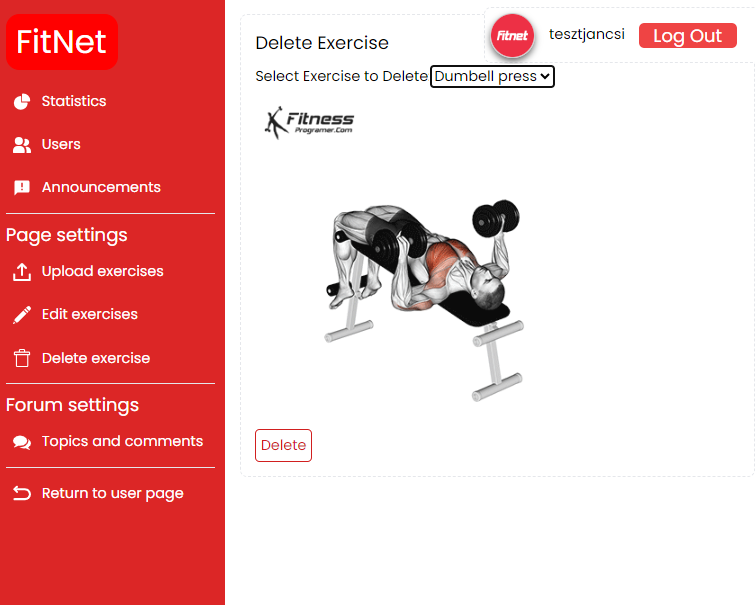 FitNet
Statistics
Users
Announcements
Page settings
Upload exercises
Edit exercises
Delete exercise
Forum settings
Topics and comments
Return to user page
Fitnet
tesztjancsi
Log Out
Delete Exercise
Select Exercise to Delete Dumbell press
Fitness
Programer.Com
Delete